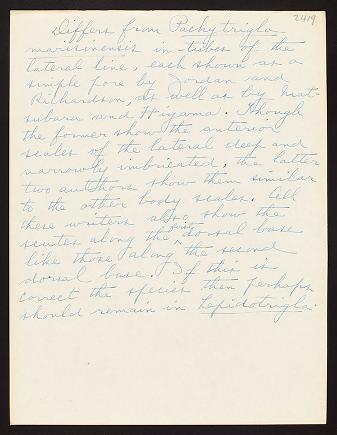 2419
Differs from Pachytrigla
marisinensis in tubes of the
lateral line, each shown as a
simple pore by Jordan and
Richardson, as well as by Mat-
subara and Hiyama. Though
the former show the anterior
scales of the lateral deep and
narrowly imbricated, the latter
two authors show them similar
to the other body scales. All
these writers also show the
scutes along the first dorsal base
like those along the second
dorsal base. If this is
correct the species then perhaps
should remain in Lepidotrigla.